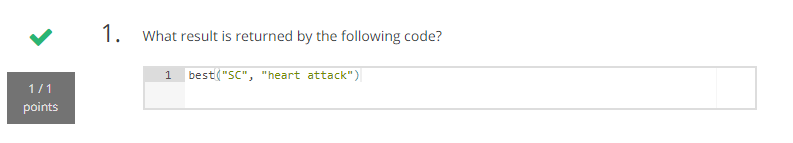 1. What result is returned by the following code?
1 best("SC", "heart attack")
1 / 1
points